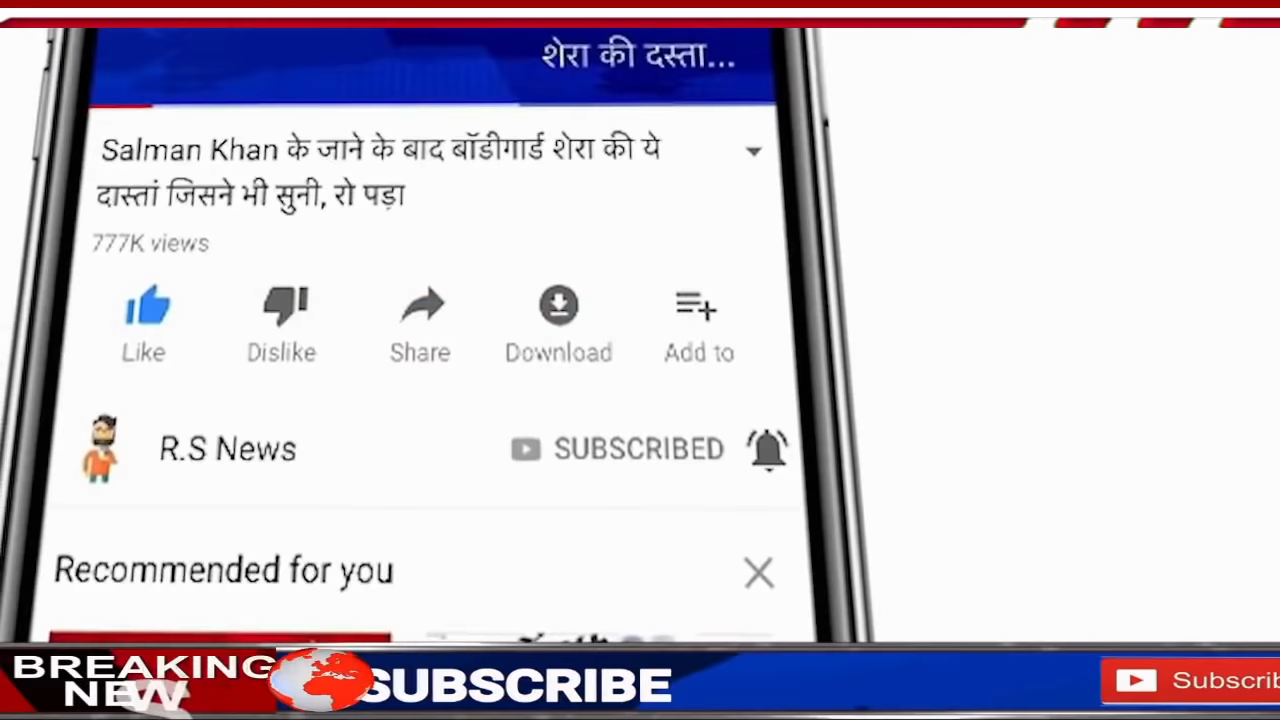 शेरा की दस्ता...
Salman Khan के जाने के बाद बॉडीगार्ड शेरा की ये
दास्तां जिसने भी सुनी, रो पड़ा
777K views
Like Dislike Share Download Add to
R.S News SUBSCRIBED
Recommended for you
BREAKING
NEW
SUBSCRIBE
Subscrib